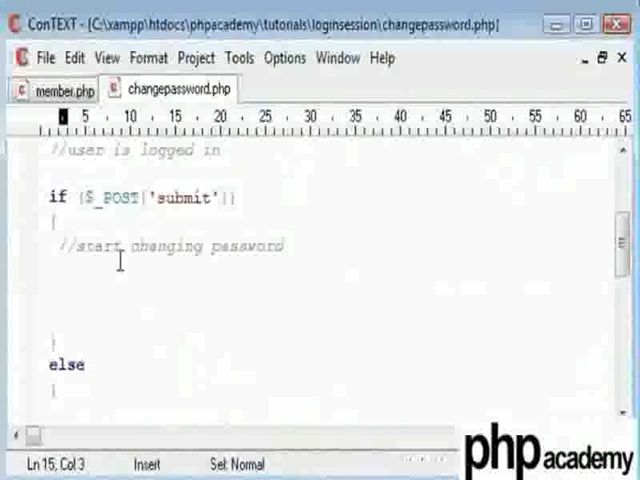 ConTEXT - [C:\xampp\htdocs\phpacademy\tutorials\loginsession\changepassword.php]
File Edit View Format Project Tools Options Window Help
member.php changepassword.php
5 10 15 20 25 30 35 40 45 50 55 60 65
//user is logged in
if ($_POST['submit'])
{
//start changing password
}
else
{
Ln 15, Col 3 Insert Sel: Normal
php academy